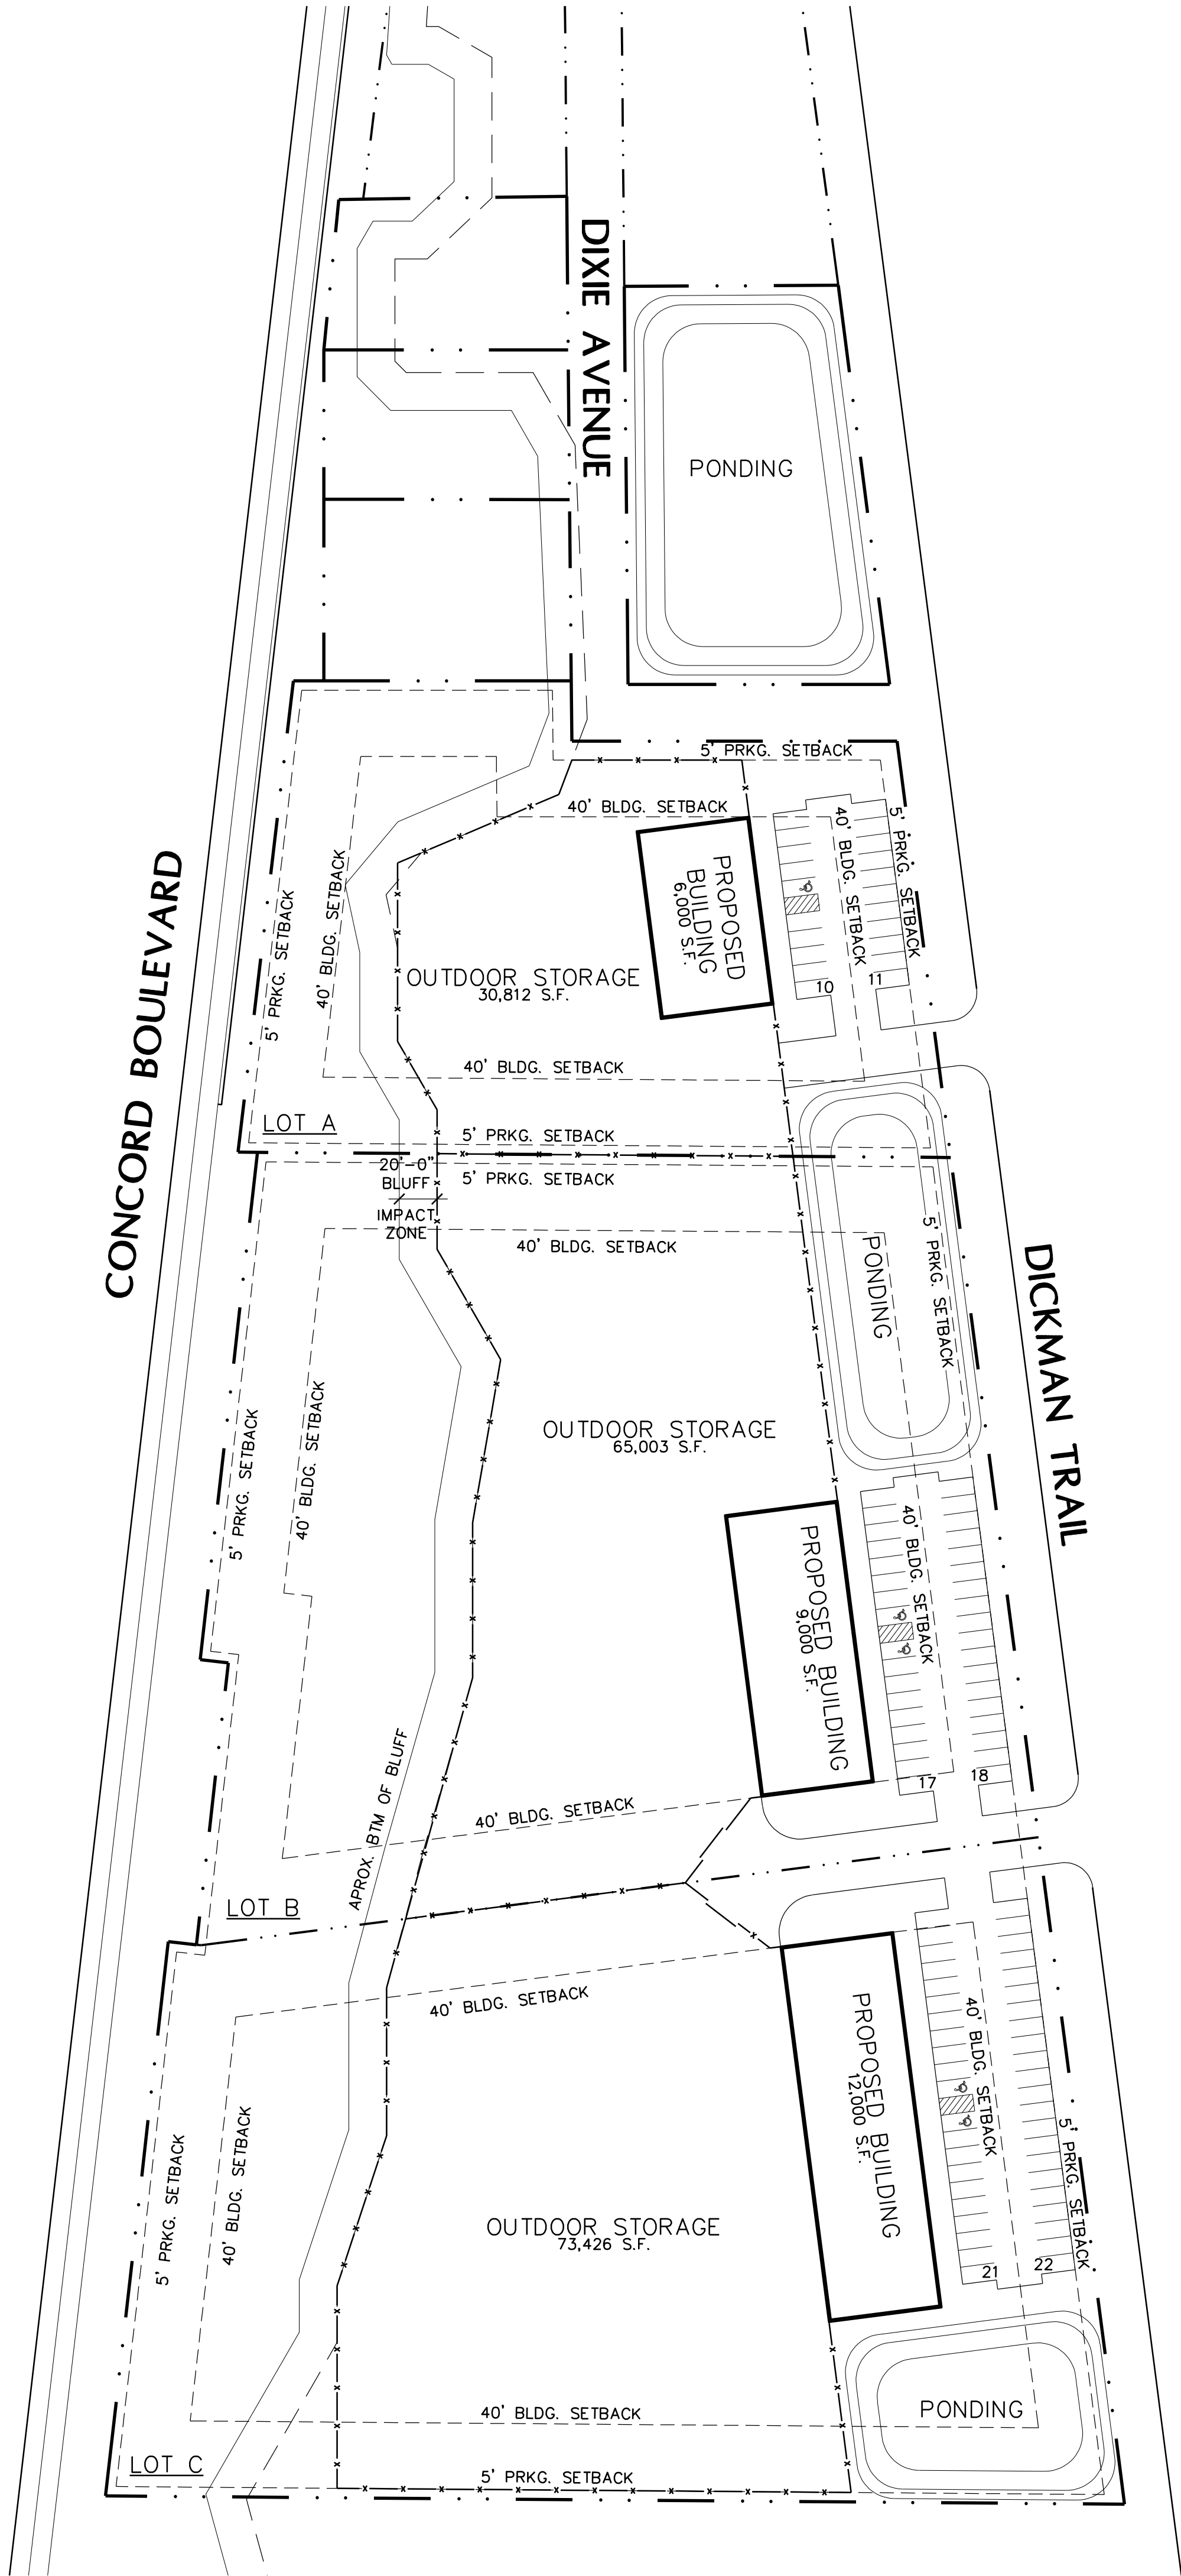 DIXIE AVENUE
PONDING
5' PRKG. SETBACK
40' BLDG. SETBACK
40' BLDG. SETBACK
5' PRKG. SETBACK
PROPOSED
BUILDING
6,000 S.F.
40' BLDG. SETBACK
5' PRKG. SETBACK
CONCORD BOULEVARD
OUTDOOR STORAGE
30,812 S.F.
10
11
40' BLDG. SETBACK
LOT A
5' PRKG. SETBACK
20'-0"
BLUFF
IMPACT
ZONE
5' PRKG. SETBACK
40' BLDG. SETBACK
PONDING
5' PRKG. SETBACK
DICKMAN TRAIL
40' BLDG. SETBACK
5' PRKG. SETBACK
OUTDOOR STORAGE
65,003 S.F.
PROPOSED BUILDING
9,000 S.F.
40' BLDG. SETBACK
17
18
APROX. BTM OF BLUFF
40' BLDG. SETBACK
LOT B
40' BLDG. SETBACK
PROPOSED BUILDING
12,000 S.F.
40' BLDG. SETBACK
5' PRKG. SETBACK
5' PRKG. SETBACK
40' BLDG. SETBACK
OUTDOOR STORAGE
73,426 S.F.
21
22
40' BLDG. SETBACK
PONDING
LOT C
5' PRKG. SETBACK